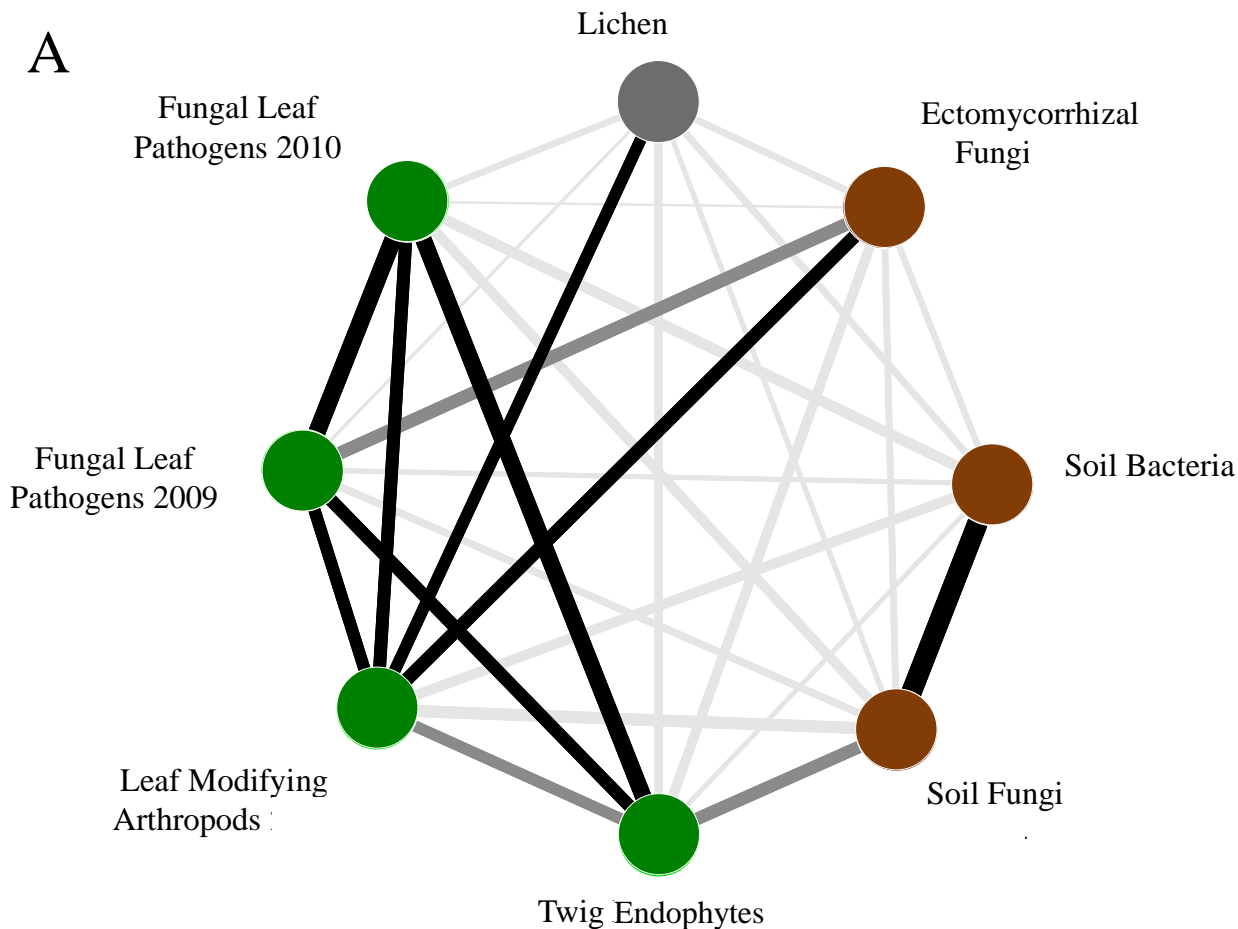 A
Lichen
Fungal Leaf
Pathogens 2010
Ectomycorrhizal
Fungi
Fungal Leaf
Pathogens 2009
Soil Bacteria
Leaf Modifying
Arthropods
Soil Fungi
Twig Endophytes